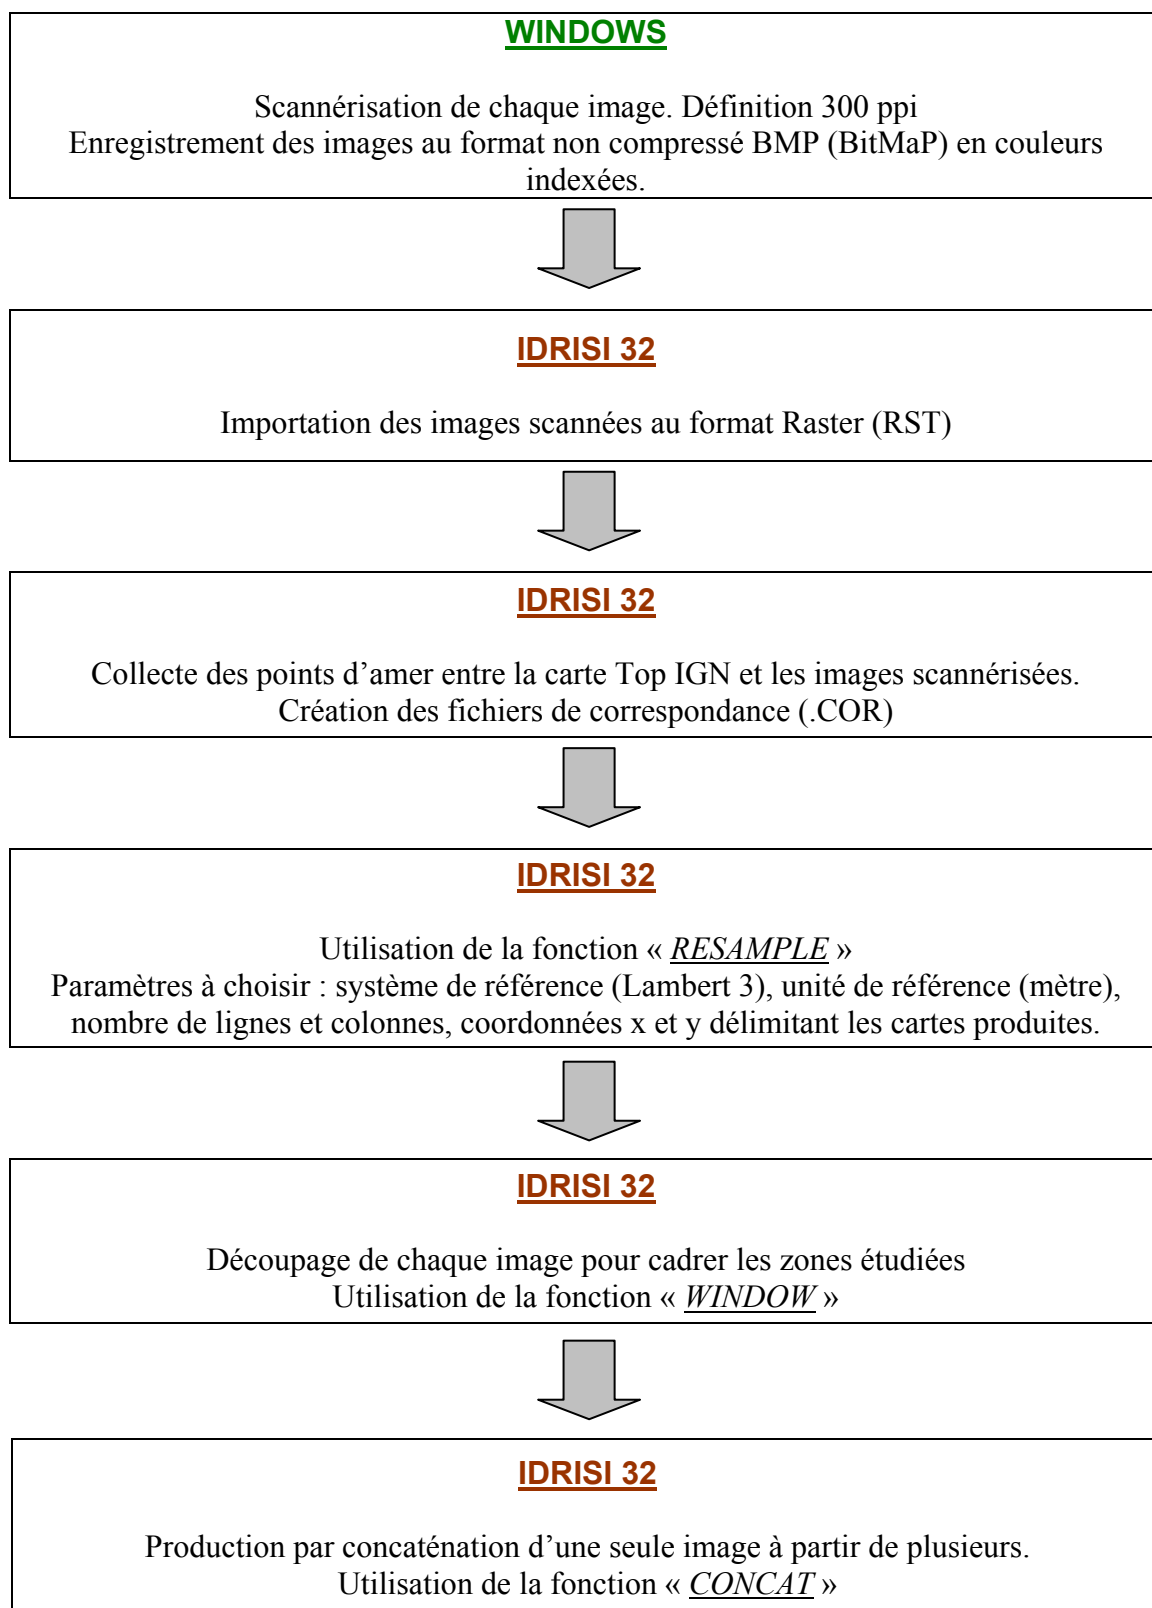 WINDOWS
Scannérisation de chaque image. Définition 300 ppi
Enregistrement des images au format non compressé BMP (BitMaP) en couleurs
indexées.
IDRISI 32
Importation des images scannées au format Raster (RST)
IDRISI 32
Collecte des points d’amer entre la carte Top IGN et les images scannérisées.
Création des fichiers de correspondance (.COR)
IDRISI 32
Utilisation de la fonction « RESAMPLE »
Paramètres à choisir : système de référence (Lambert 3), unité de référence (mètre),
nombre de lignes et colonnes, coordonnées x et y délimitant les cartes produites.
IDRISI 32
Découpage de chaque image pour cadrer les zones étudiées
Utilisation de la fonction « WINDOW »
IDRISI 32
Production par concaténation d’une seule image à partir de plusieurs.
Utilisation de la fonction « CONCAT »